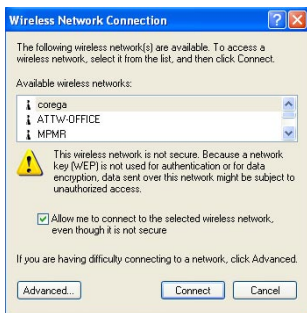 Wireless Network Connection
The following wireless network(s) are available. To access a
wireless network, select it from the list, and then click Connect.
Available wireless networks:
corega
ATTW-OFFICE
MPMR
This wireless network is not secure. Because a network
key (WEP) is not used for authentication or for data
encryption, data sent over this network might be subject to
unauthorized access.
Allow me to connect to the selected wireless network,
even though it is not secure
If you are having difficulty connecting to a network, click Advanced.
Advanced... Connect Cancel